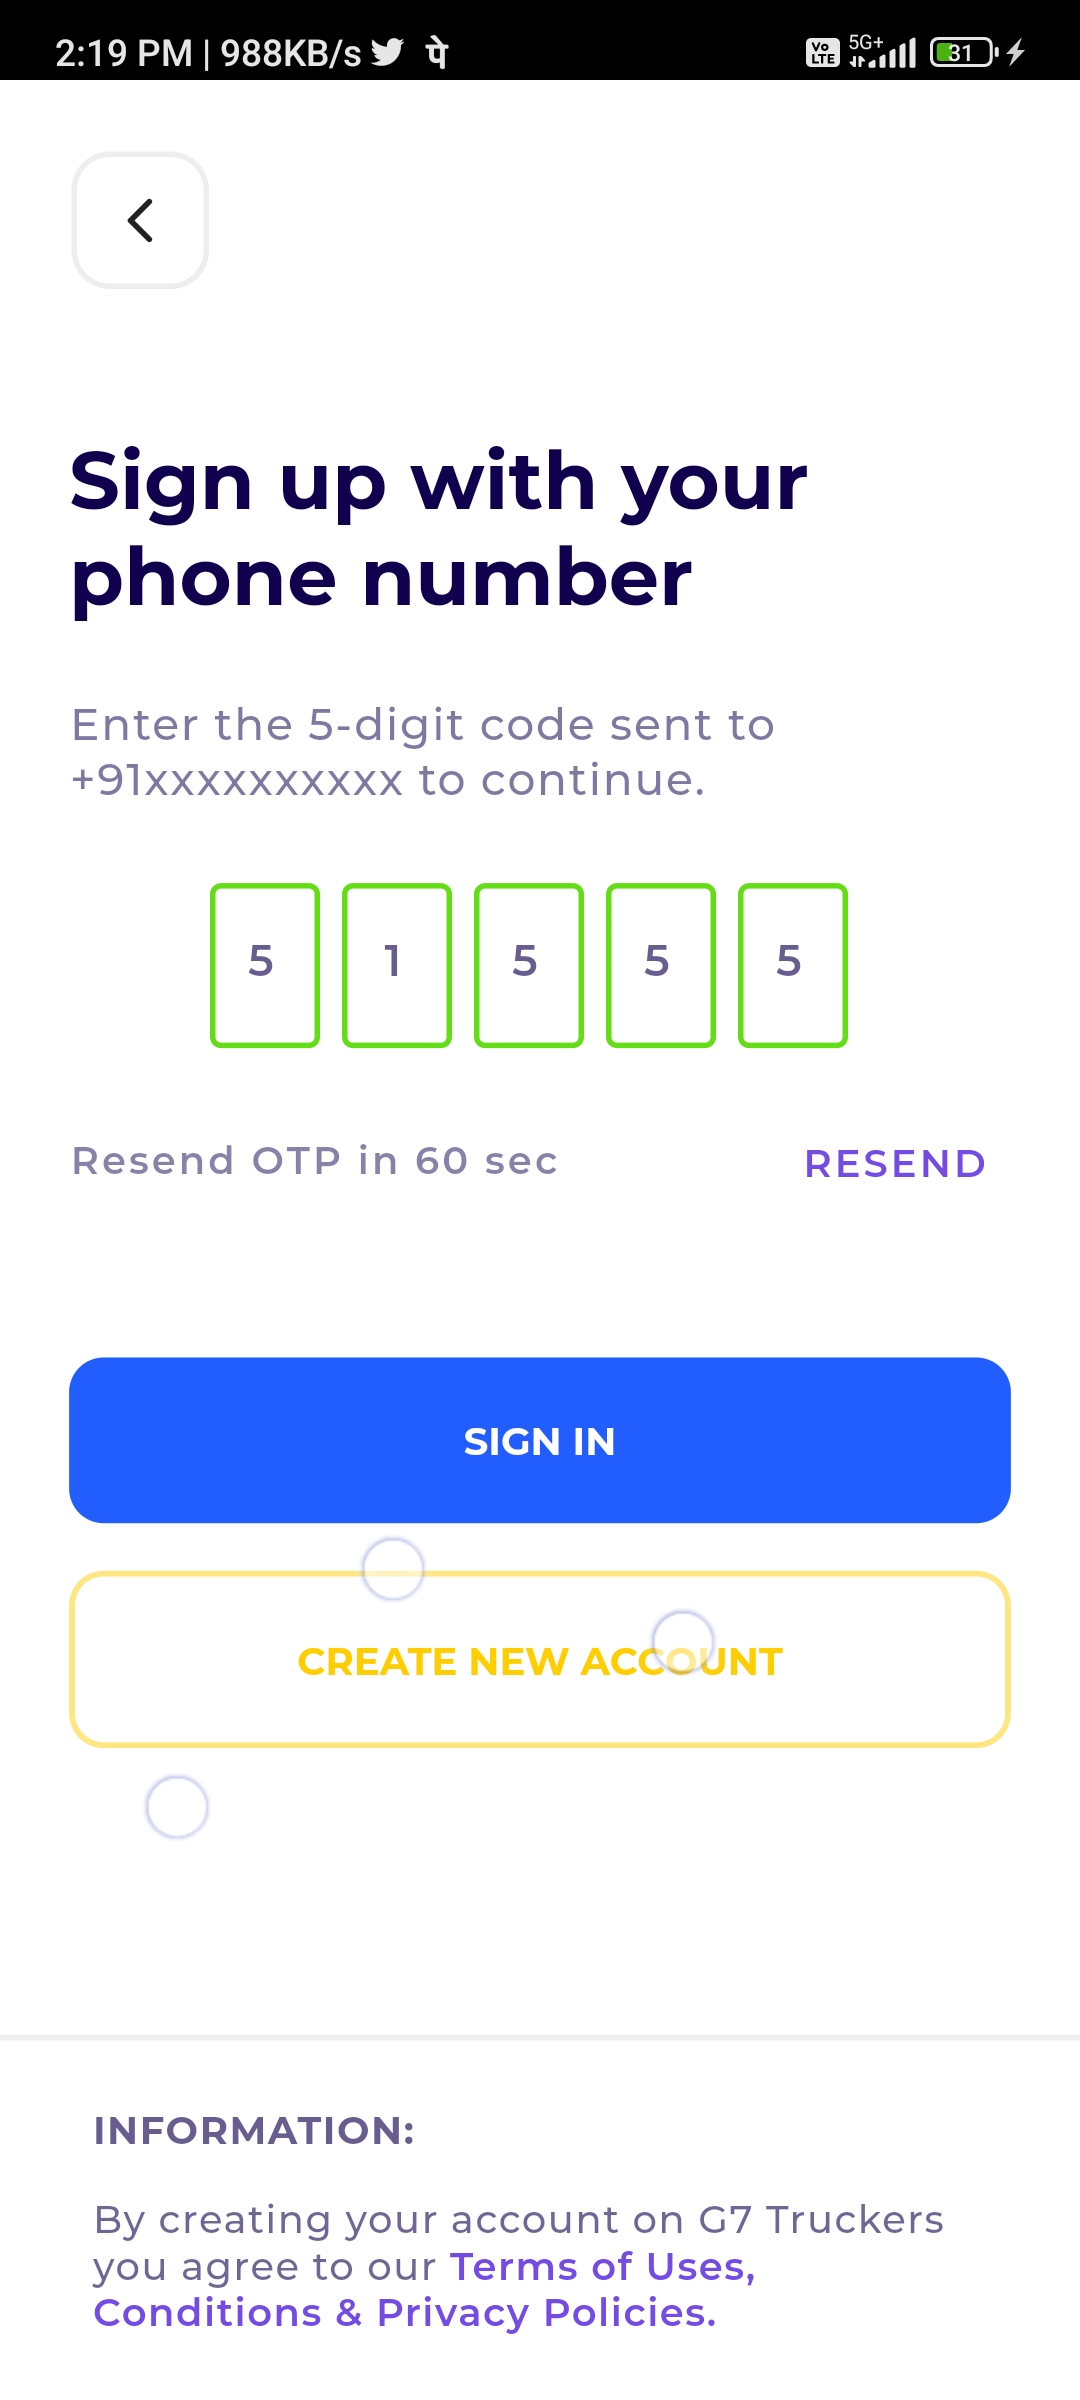 2:19 PM | 988KB/s पे Vo LTE 5G+ 31
Sign up with your
phone number
Enter the 5-digit code sent to
+91xxxxxxxxxx to continue.
5 1 5 5 5
Resend OTP in 60 sec RESEND
SIGN IN
CREATE NEW ACCOUNT
INFORMATION:
By creating your account on G7 Truckers
you agree to our Terms of Uses,
Conditions & Privacy Policies.